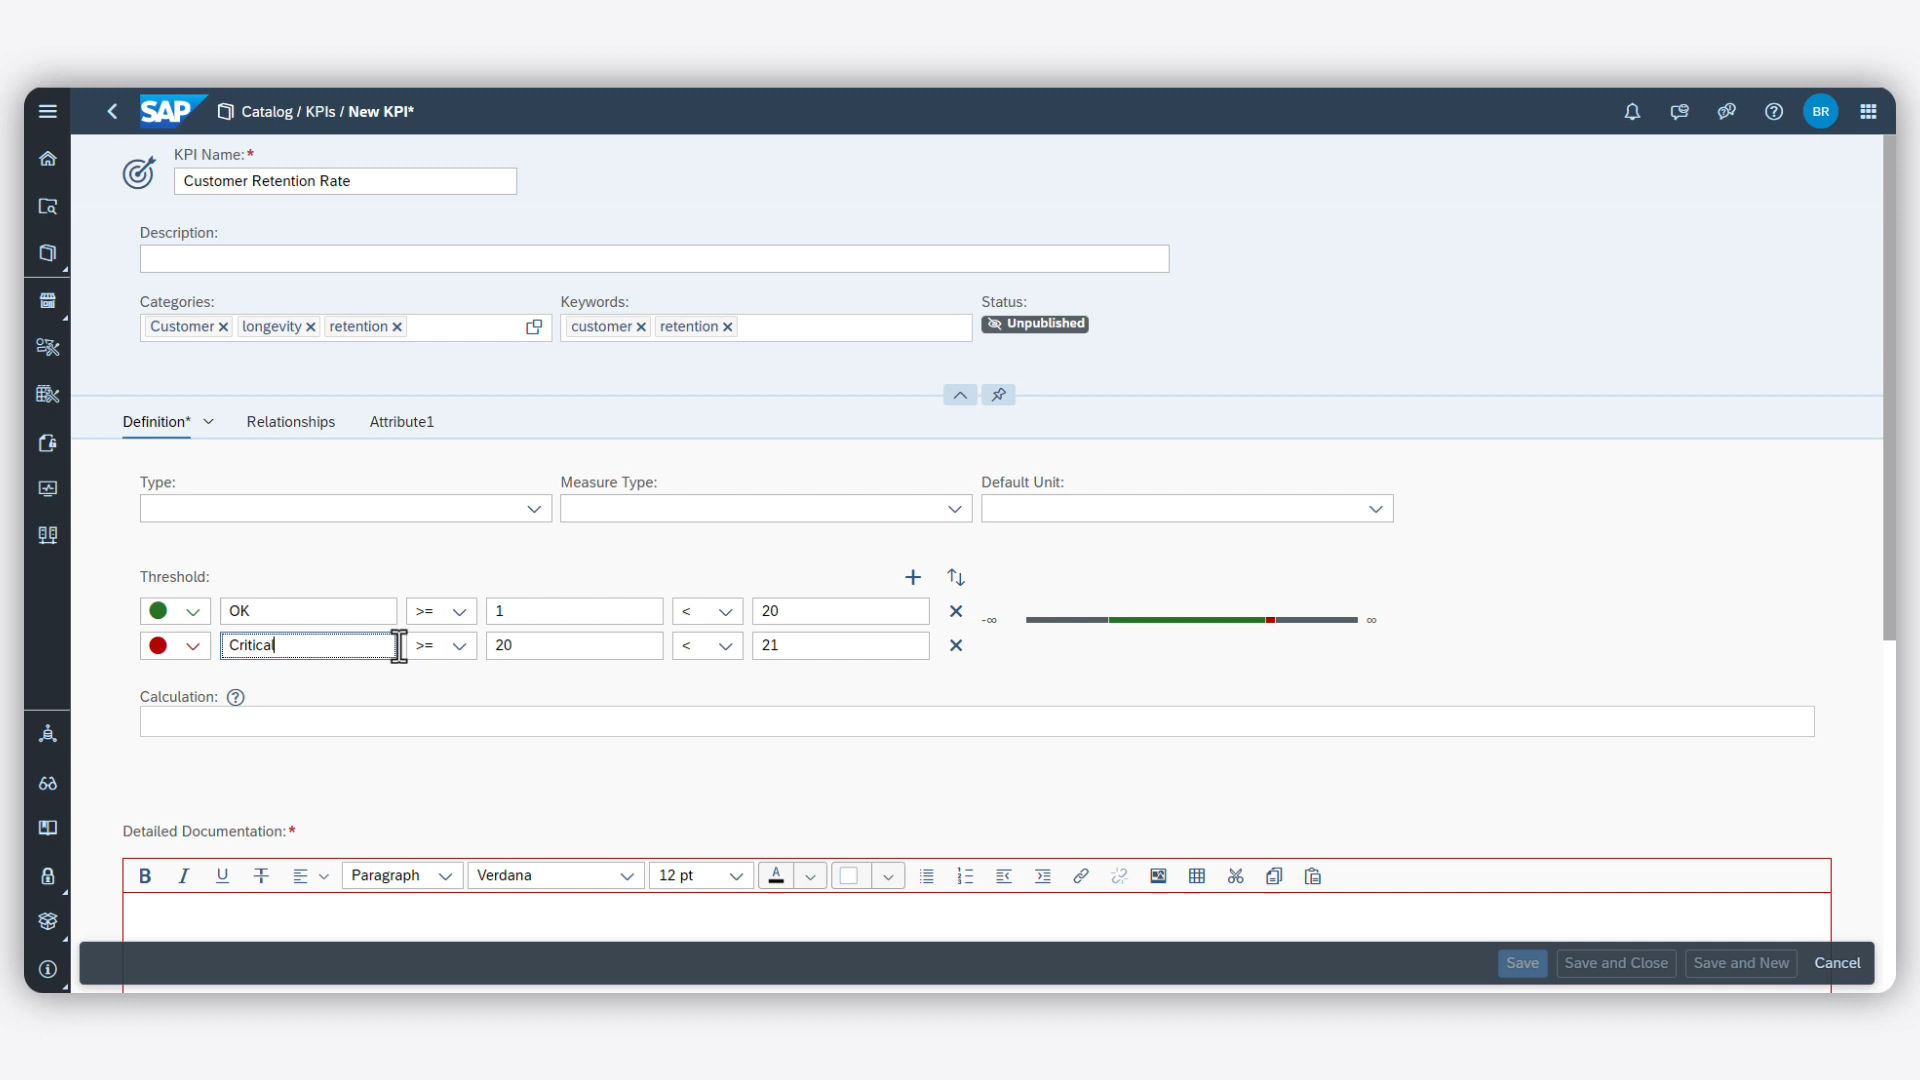 SAP Catalog / KPIs / New KPI* BR
KPI Name:*
Customer Retention Rate
Description:
Categories: Keywords: Status:
Customer longevity retention customer retention Unpublished
Definition* Relationships Attribute1
Type: Measure Type: Default Unit:
Threshold:
OK >= 1 < 20
-∞ ∞
Critical >= 20 < 21
Calculation:
Detailed Documentation:*
B I U T Paragraph Verdana 12 pt A
Save Save and Close Save and New Cancel